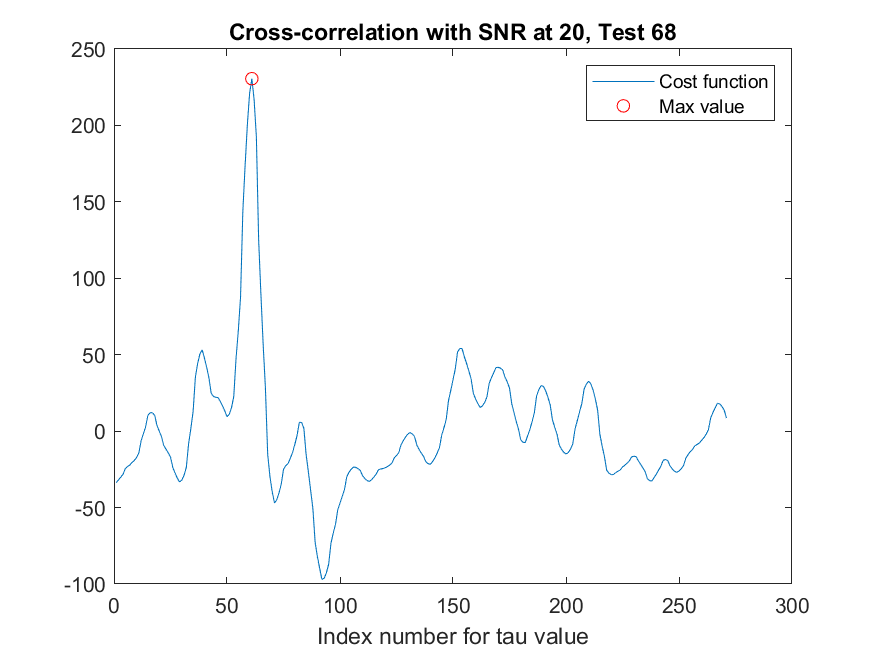 Cross-correlation with SNR at 20, Test 68
250
200
150
100
50
0
-50
-100
0 50 100 150 200 250 300
Index number for tau value
Cost function
Max value